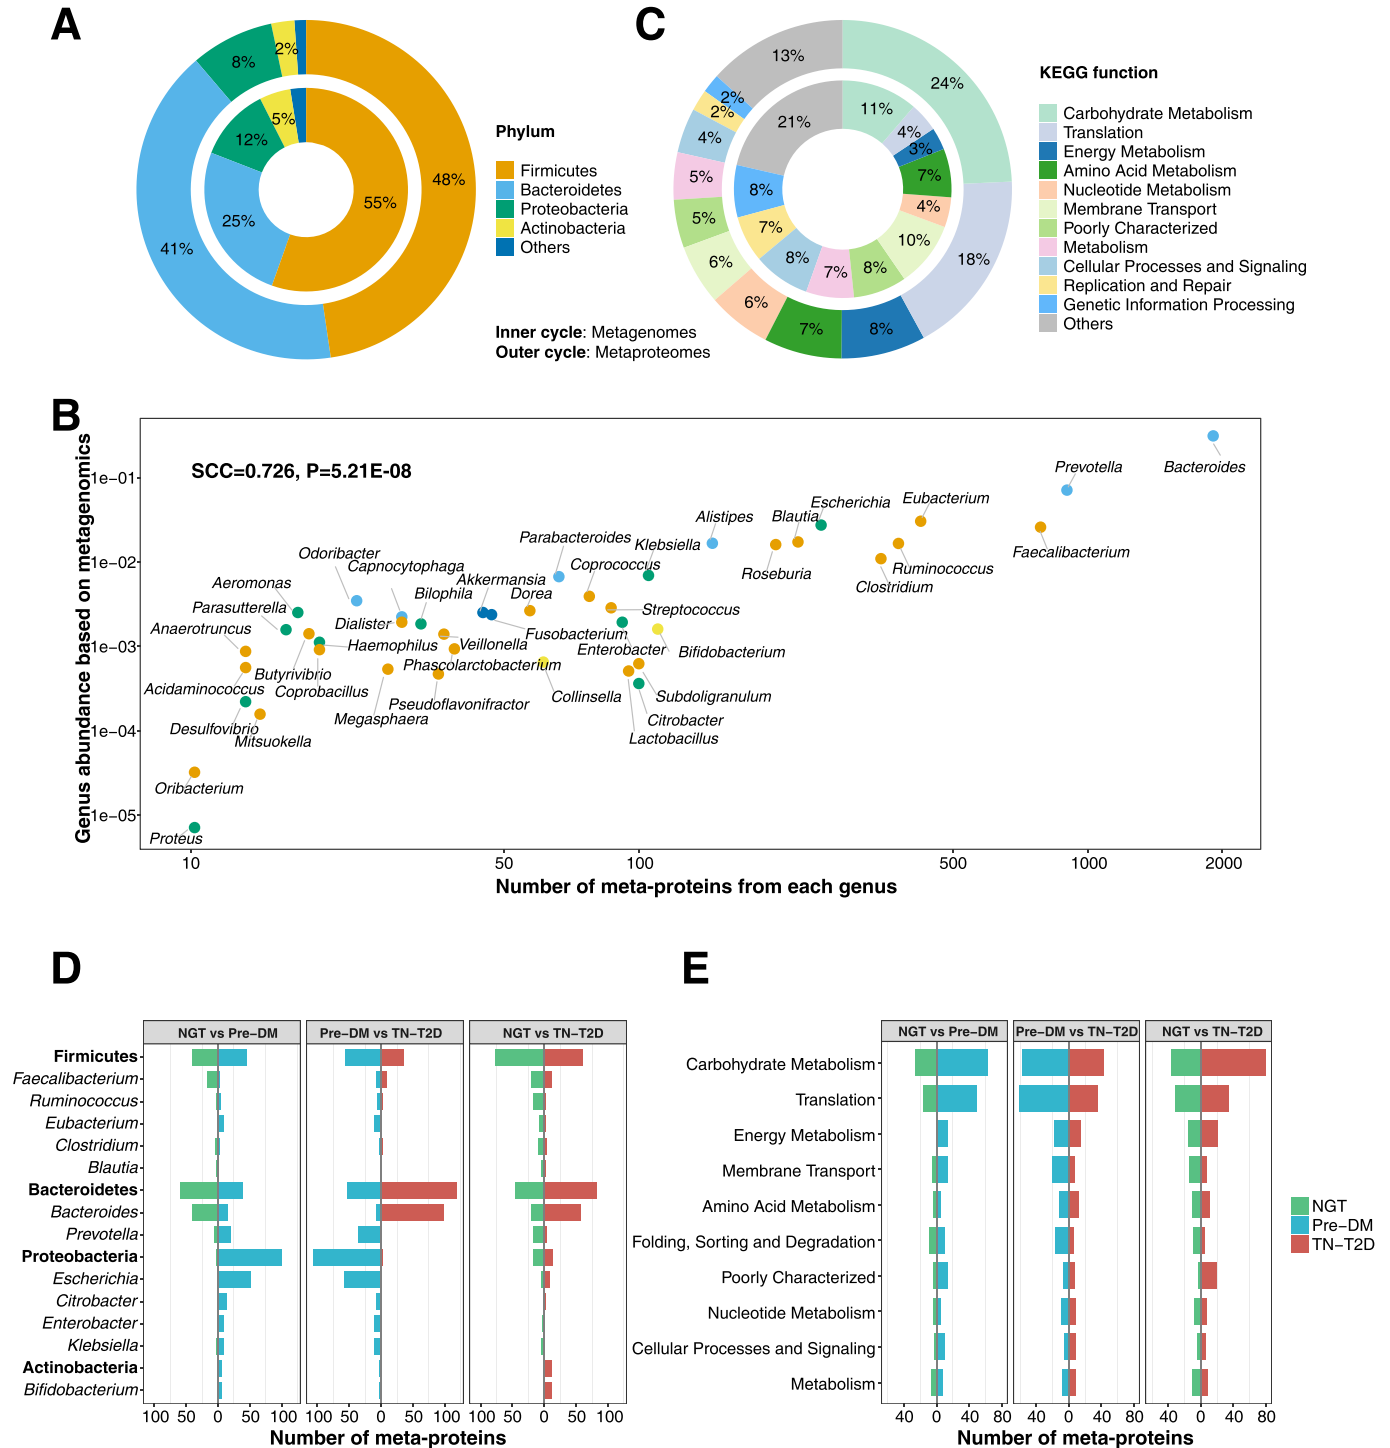 A
48%
41%
8%
2%
55%
25%
12%
5%
Phylum
Firmicutes
Bacteroidetes
Proteobacteria
Actinobacteria
Others
Inner cycle: Metagenomes
Outer cycle: Metaproteomes
C
24%
18%
8%
7%
6%
6%
5%
5%
4%
2%
2%
13%
11%
4%
3%
7%
4%
10%
8%
7%
8%
7%
8%
21%
KEGG function
Carbohydrate Metabolism
Translation
Energy Metabolism
Amino Acid Metabolism
Nucleotide Metabolism
Membrane Transport
Poorly Characterized
Metabolism
Cellular Processes and Signaling
Replication and Repair
Genetic Information Processing
Others
B
Genus abundance based on metagenomics
1e−01
1e−02
1e−03
1e−04
1e−05
SCC=0.726, P=5.21E-08
Prevotella
Bacteroides
Escherichia
Eubacterium
Alistipes
Blautia
Parabacteroides
Klebsiella
Faecalibacterium
Odoribacter
Capnocytophaga
Coprococcus
Roseburia
Ruminococcus
Clostridium
Aeromonas
Akkermansia
Bilophila
Dorea
Parasutterella
Streptococcus
Anaerotruncus
Dialister
Fusobacterium
Haemophilus
Veillonella
Enterobacter
Bifidobacterium
Phascolarctobacterium
Butyrivibrio
Acidaminococcus
Coprobacillus
Collinsella
Subdoligranulum
Pseudoflavonifractor
Megasphaera
Citrobacter
Desulfovibrio
Mitsuokella
Lactobacillus
Oribacterium
Proteus
10
50
100
500
1000
2000
Number of meta-proteins from each genus
D
NGT vs Pre−DM
Pre−DM vs TN−T2D
NGT vs TN−T2D
Firmicutes
Faecalibacterium
Ruminococcus
Eubacterium
Clostridium
Blautia
Bacteroidetes
Bacteroides
Prevotella
Proteobacteria
Escherichia
Citrobacter
Enterobacter
Klebsiella
Actinobacteria
Bifidobacterium
100 50 0 50 100
100 50 0 50 100
100 50 0 50 100
Number of meta−proteins
E
NGT vs Pre−DM
Pre−DM vs TN−T2D
NGT vs TN−T2D
Carbohydrate Metabolism
Translation
Energy Metabolism
Membrane Transport
Amino Acid Metabolism
Folding, Sorting and Degradation
Poorly Characterized
Nucleotide Metabolism
Cellular Processes and Signaling
Metabolism
40 0 40 80
40 0 40 80
40 0 40 80
Number of meta−proteins
NGT
Pre−DM
TN−T2D